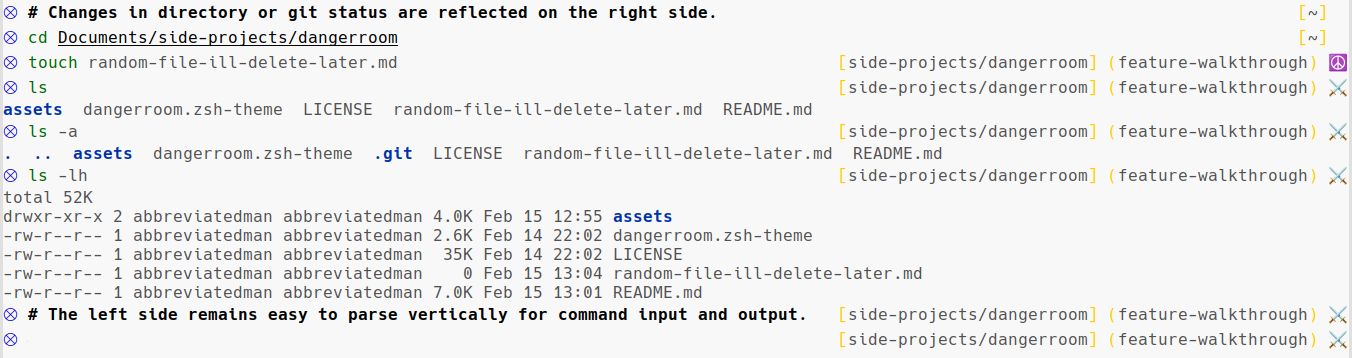 ⮾ # Changes in directory or git status are reflected on the right side. [~]
⮾ cd Documents/side-projects/dangerroom [~]
⮾ touch random-file-ill-delete-later.md [side-projects/dangerroom] (feature-walkthrough) ☮
⮾ ls [side-projects/dangerroom] (feature-walkthrough) ⚔
assets  dangerroom.zsh-theme  LICENSE  random-file-ill-delete-later.md  README.md
⮾ ls -a [side-projects/dangerroom] (feature-walkthrough) ⚔
.  ..  assets  dangerroom.zsh-theme  .git  LICENSE  random-file-ill-delete-later.md  README.md
⮾ ls -lh [side-projects/dangerroom] (feature-walkthrough) ⚔
total 52K
drwxr-xr-x 2 abbreviatedman abbreviatedman 4.0K Feb 15 12:55 assets
-rw-r--r-- 1 abbreviatedman abbreviatedman 2.6K Feb 14 22:02 dangerroom.zsh-theme
-rw-r--r-- 1 abbreviatedman abbreviatedman  35K Feb 14 22:02 LICENSE
-rw-r--r-- 1 abbreviatedman abbreviatedman    0 Feb 15 13:04 random-file-ill-delete-later.md
-rw-r--r-- 1 abbreviatedman abbreviatedman 7.0K Feb 15 13:01 README.md
⮾ # The left side remains easy to parse vertically for command input and output. [side-projects/dangerroom] (feature-walkthrough) ⚔
⮾ [side-projects/dangerroom] (feature-walkthrough) ⚔